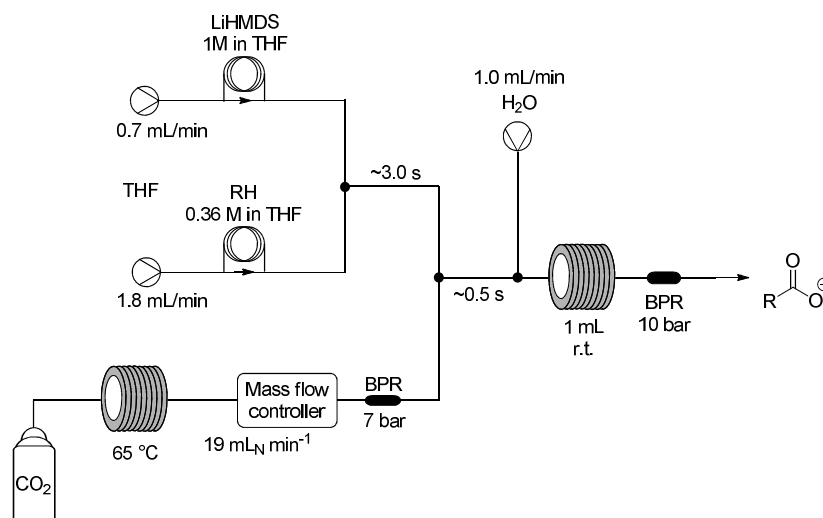 LiHMDS
1M in THF
0.7 mL/min
1.0 mL/min
H₂O
~3.0 s
THF
RH
0.36 M in THF
1.8 mL/min
~0.5 s
1 mL
r.t.
BPR
10 bar
O
R
O⊖
Mass flow
controller
BPR
7 bar
65 °C
19 mL_N min⁻¹
CO₂